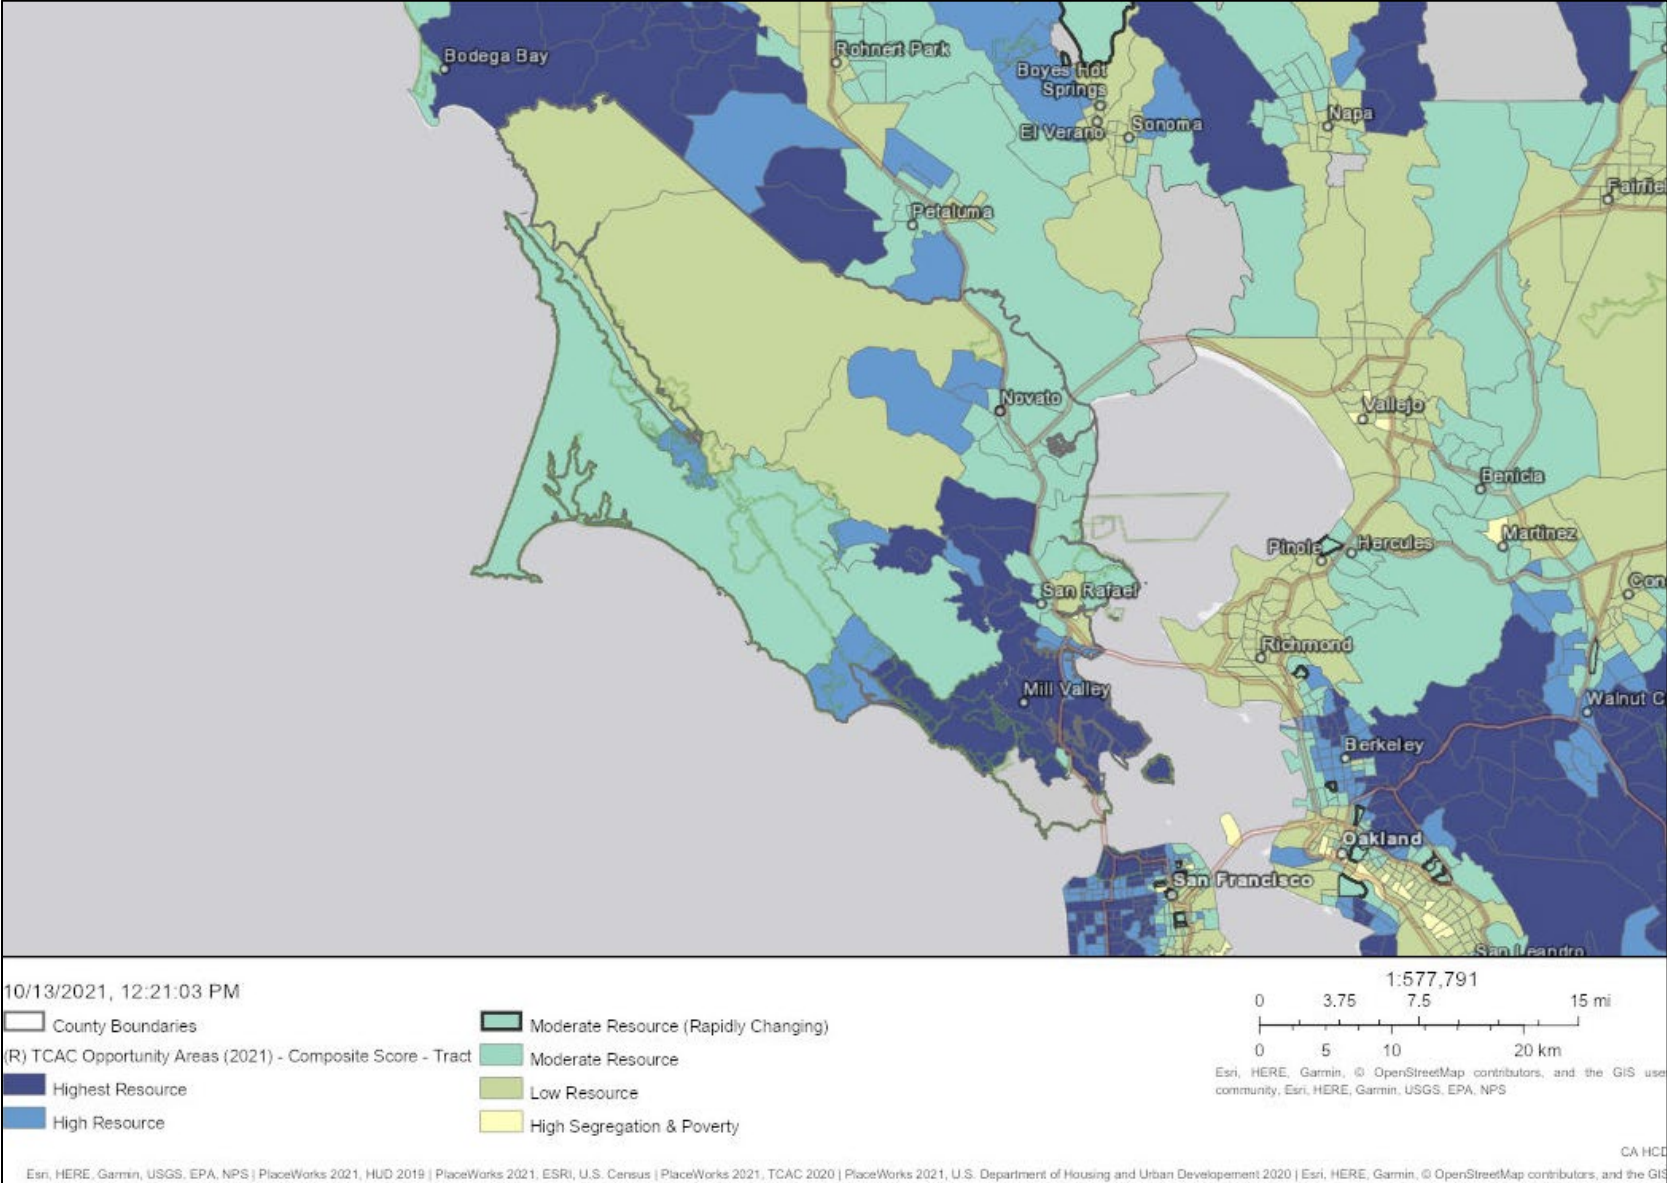 Bodega Bay
Rohnert Park
Boyes Hot
Springs
El Verano
Sonoma
Napa
Fairfie
Petaluma
Novato
Vallejo
Benicia
Martinez
Pinole
Hercules
Con
San Rafael
Richmond
Mill Valley
Walnut C
Berkeley
Oakland
San Francisco
San Leandro
10/13/2021, 12:21:03 PM
County Boundaries
(R) TCAC Opportunity Areas (2021) - Composite Score - Tract
Highest Resource
High Resource
Moderate Resource (Rapidly Changing)
Moderate Resource
Low Resource
High Segregation & Poverty
1:577,791
0 3.75 7.5 15 mi
0 5 10 20 km
Esri, HERE, Garmin, © OpenStreetMap contributors, and the GIS use
community, Esri, HERE, Garmin, USGS, EPA, NPS
CA HCD
Esri, HERE, Garmin, USGS, EPA, NPS | PlaceWorks 2021, HUD 2019 | PlaceWorks 2021, ESRI, U.S. Census | PlaceWorks 2021, TCAC 2020 | PlaceWorks 2021, U.S. Department of Housing and Urban Developement 2020 | Esri, HERE, Garmin, © OpenStreetMap contributors, and the GIS